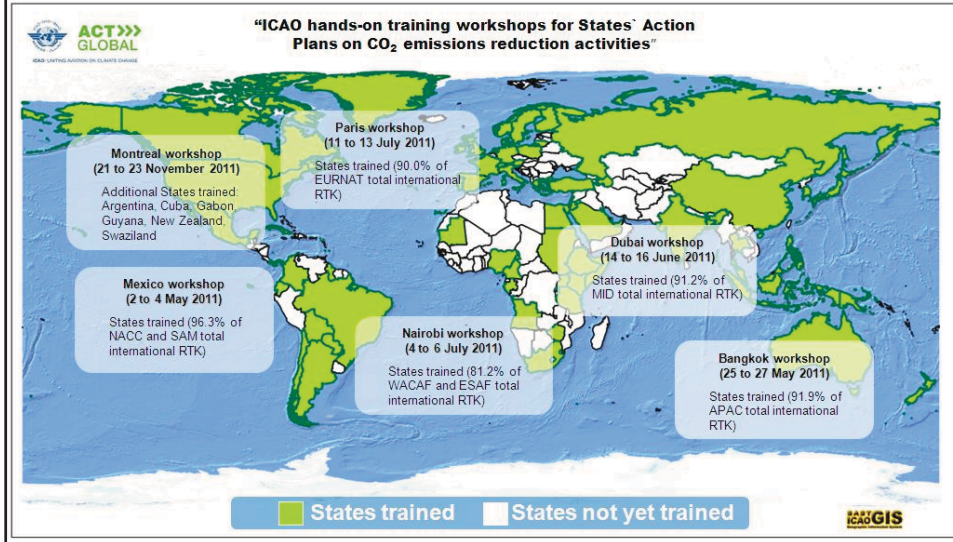 “ICAO hands-on training workshops for States` Action
Plans on CO₂ emissions reduction activities”
ACT>>>
GLOBAL
ICAO: UNITING AVIATION ON CLIMATE CHANGE
Paris workshop
(11 to 13 July 2011)
States trained (90.0% of
EURNAT total international
RTK)
Montreal workshop
(21 to 23 November 2011)
Additional States trained:
Argentina, Cuba, Gabon,
Guyana, New Zealand,
Swaziland
Dubai workshop
(14 to 16 June 2011)
States trained (91.2% of
MID total international RTK)
Mexico workshop
(2 to 4 May 2011)
States trained (96.3% of
NACC and SAM total
international RTK)
Nairobi workshop
(4 to 6 July 2011)
States trained (81.2% of
WACAF and ESAF total
international RTK)
Bangkok workshop
(25 to 27 May 2011)
States trained (91.9% of
APAC total international
RTK)
States trained
States not yet trained
ICAO GIS